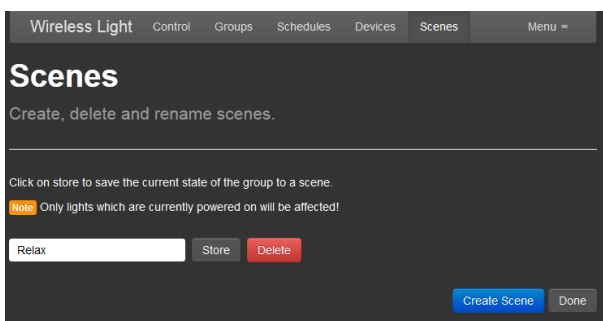 Wireless Light Control Groups Schedules Devices Scenes Menu
Scenes
Create, delete and rename scenes.
Click on store to save the current state of the group to a scene.
Note Only lights which are currently powered on will be affected!
Relax Store Delete
Create Scene Done